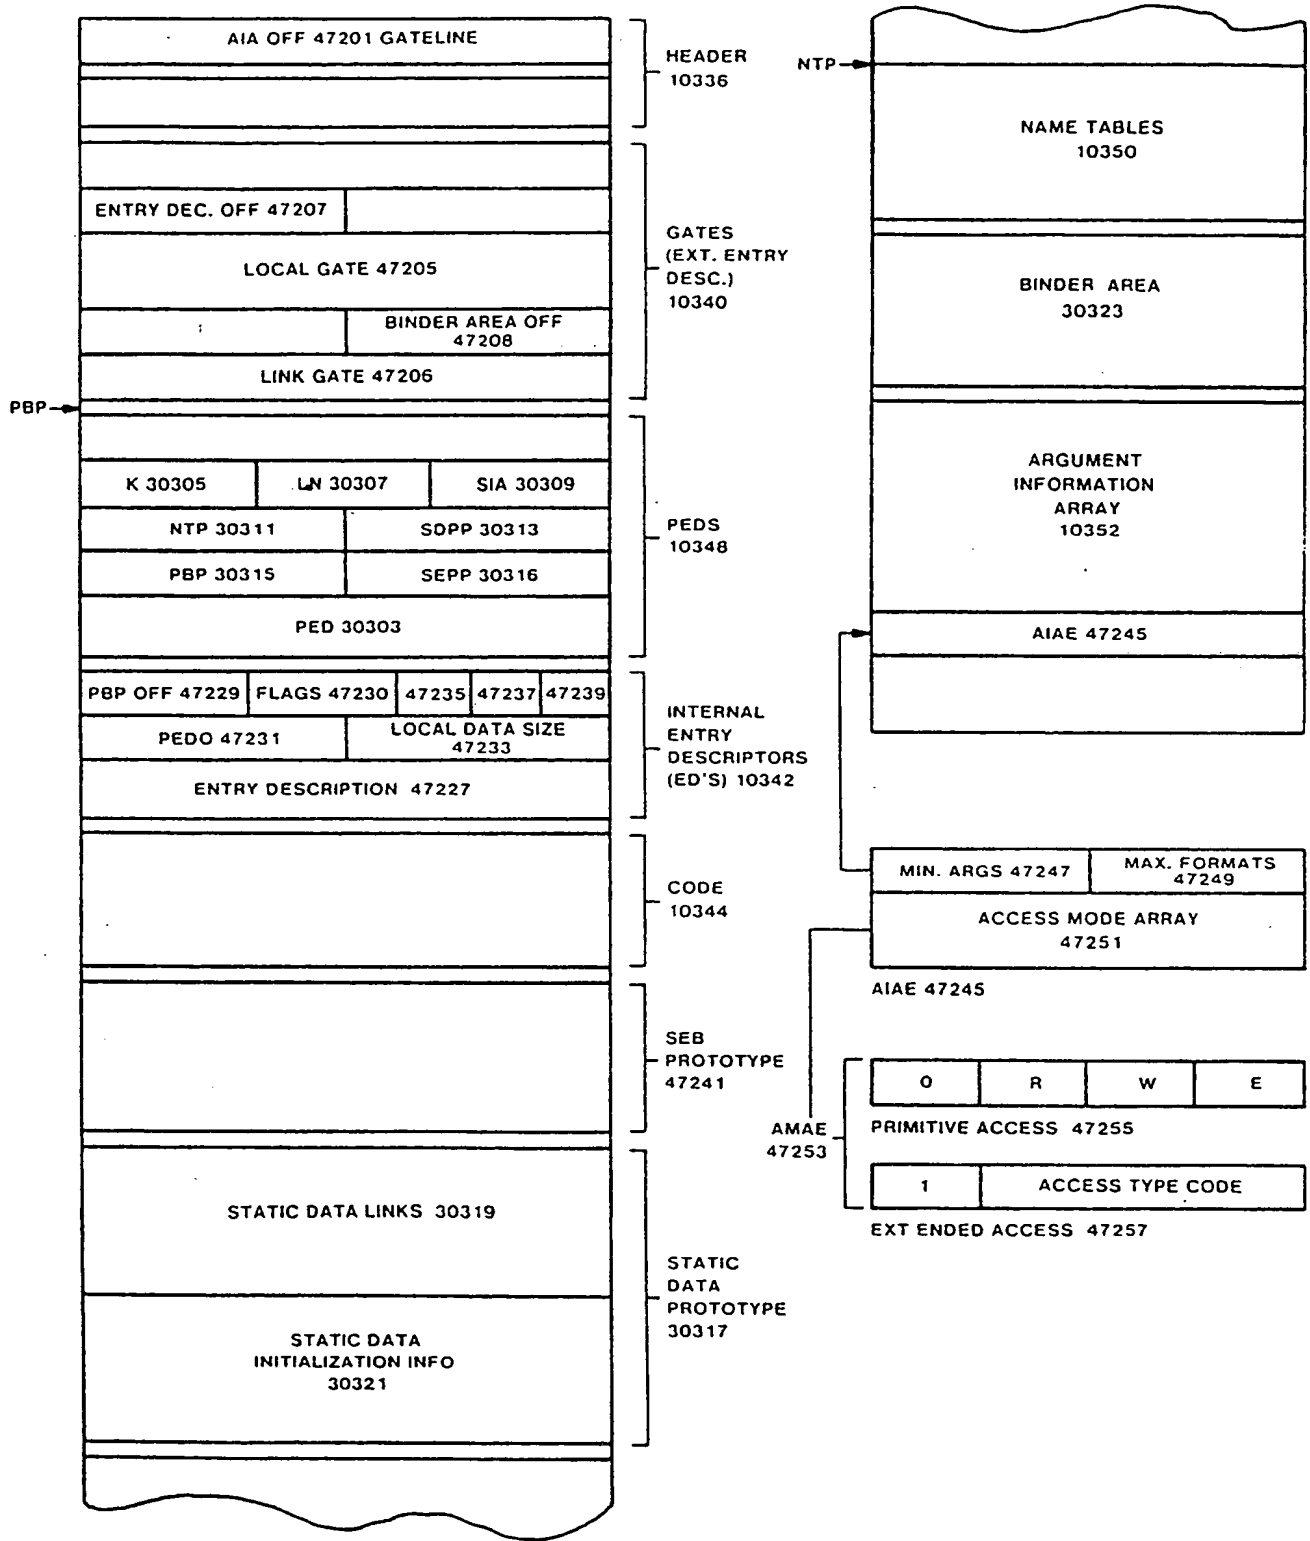 AIA OFF 47201 GATELINE
HEADER
10336
ENTRY DEC. OFF 47207
LOCAL GATE 47205
BINDER AREA OFF
47208
LINK GATE 47206
GATES
(EXT. ENTRY
DESC.)
10340
PBP
K 30305
LN 30307
SIA 30309
NTP 30311
SDPP 30313
PBP 30315
SEPP 30316
PED 30303
PEDS
10348
PBP OFF 47229
FLAGS 47230
47235
47237
47239
PEDO 47231
LOCAL DATA SIZE
47233
ENTRY DESCRIPTION 47227
INTERNAL
ENTRY
DESCRIPTORS
(ED'S) 10342
CODE
10344
SEB
PROTOTYPE
47241
STATIC DATA LINKS 30319
STATIC DATA
INITIALIZATION INFO
30321
STATIC
DATA
PROTOTYPE
30317
NTP
NAME TABLES
10350
BINDER AREA
30323
ARGUMENT
INFORMATION
ARRAY
10352
AIAE 47245
MIN. ARGS 47247
MAX. FORMATS
47249
ACCESS MODE ARRAY
47251
AIAE 47245
AMAE
47253
O
R
W
E
PRIMITIVE ACCESS 47255
1
ACCESS TYPE CODE
EXT ENDED ACCESS 47257